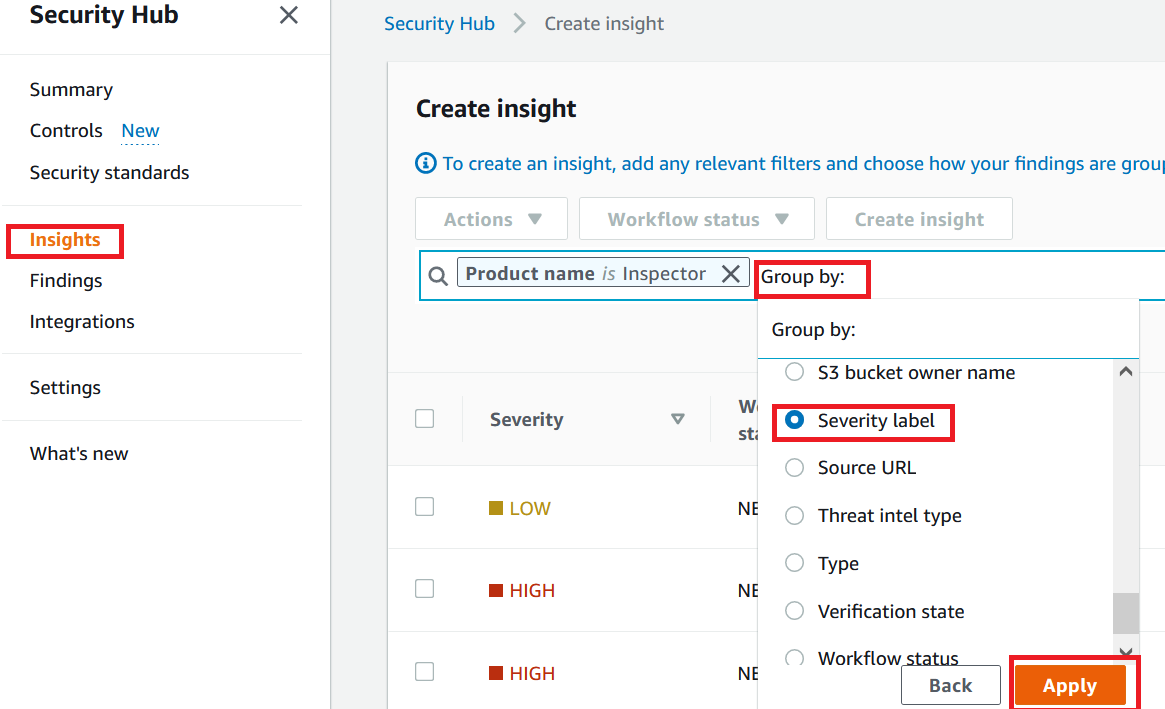 Security Hub
Summary
Controls New
Security standards
Insights
Findings
Integrations
Settings
What's new
Security Hub Create insight
Create insight
To create an insight, add any relevant filters and choose how your findings are grou
Actions Workflow status Create insight
Product name is Inspector Group by:
Group by:
S3 bucket owner name
Severity label
Source URL
Threat intel type
Type
Verification state
Workflow status
Back Apply
Severity
LOW NE
HIGH NE
HIGH NE